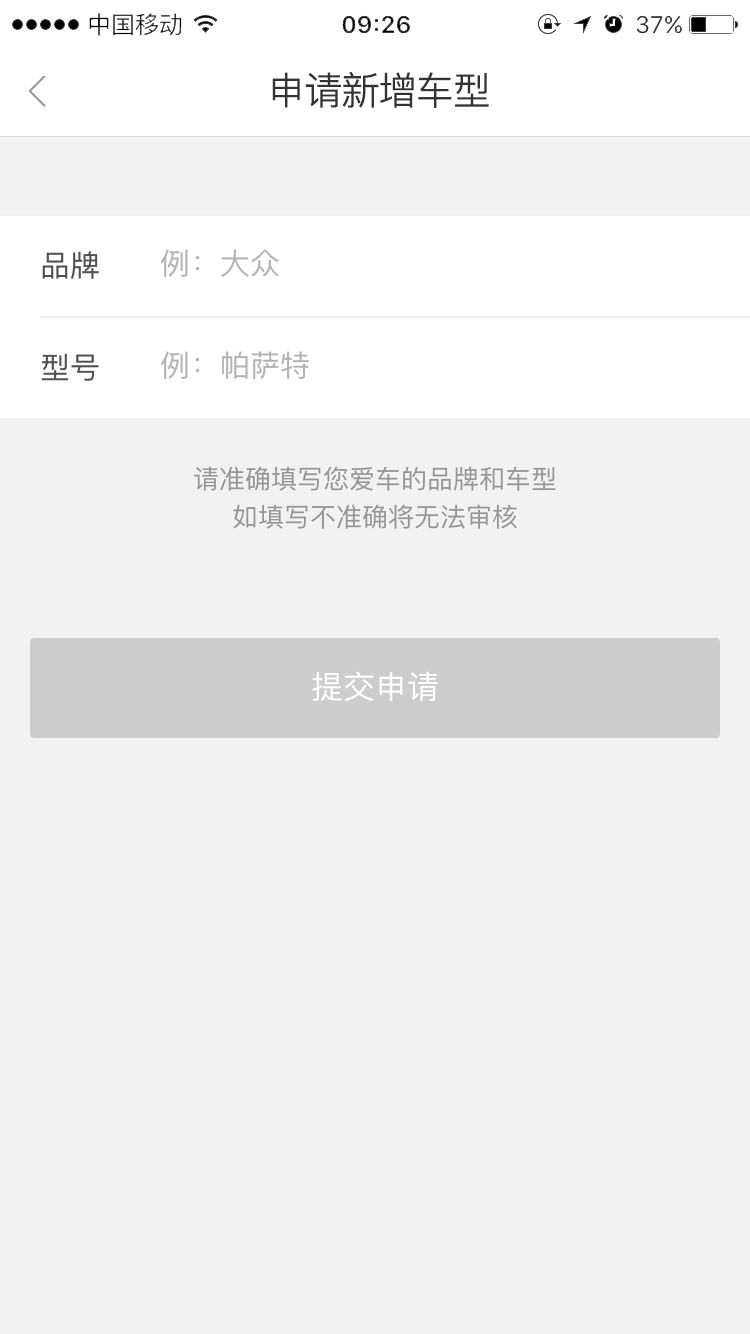 中国移动 09:26 37%
申请新增车型
品牌 例：大众
型号 例：帕萨特
请准确填写您爱车的品牌和车型
如填写不准确将无法审核
提交申请